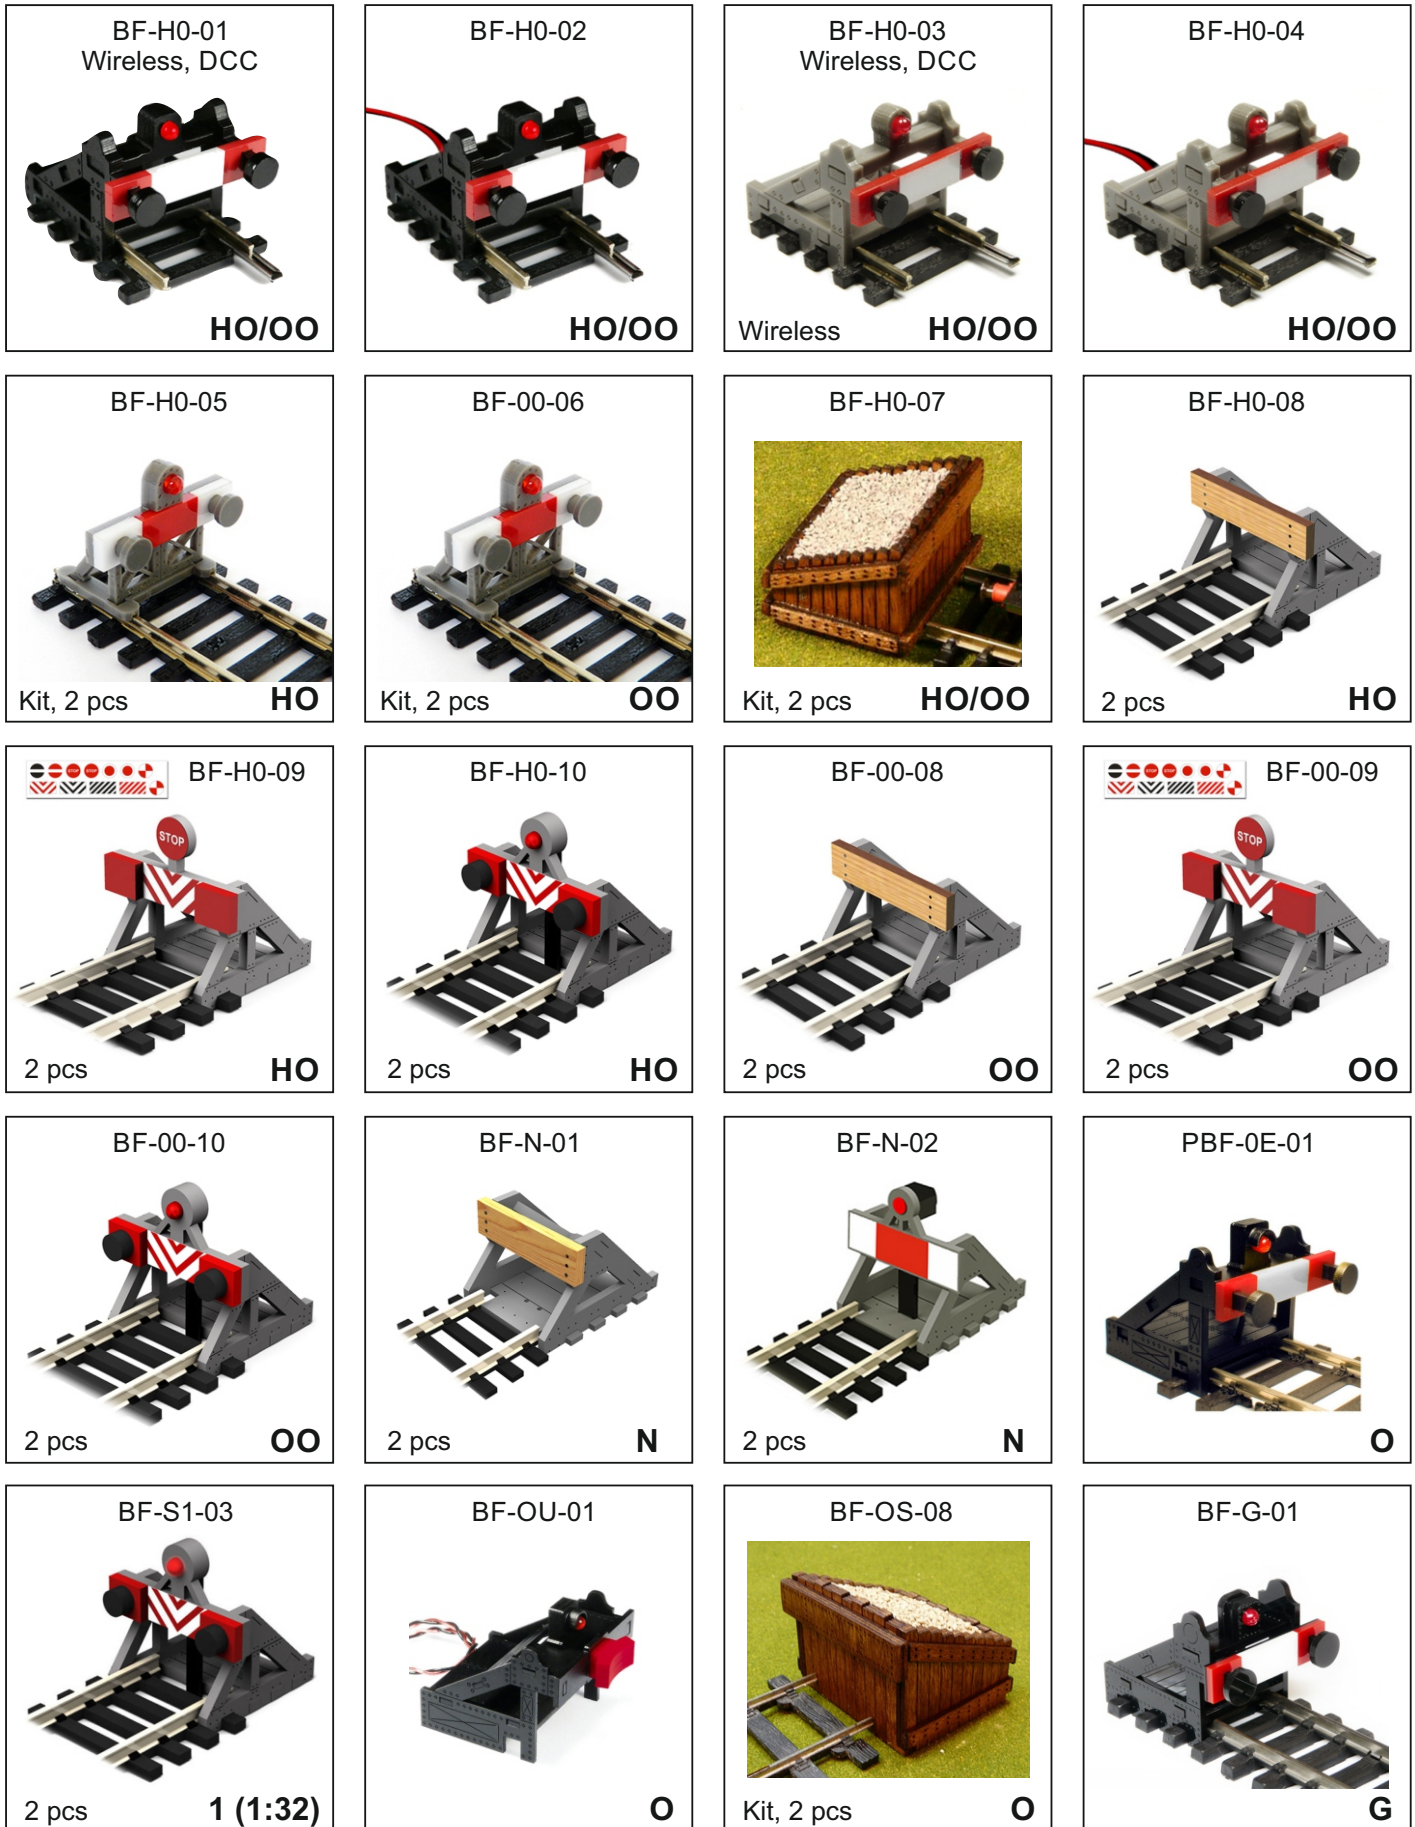 BF-H0-01
Wireless, DCC
HO/OO
BF-H0-02
HO/OO
BF-H0-03
Wireless, DCC
Wireless HO/OO
BF-H0-04
HO/OO
BF-H0-05
Kit, 2 pcs HO
BF-00-06
Kit, 2 pcs OO
BF-H0-07
Kit, 2 pcs HO/OO
BF-H0-08
2 pcs HO
BF-H0-09
STOP STOP
STOP
2 pcs HO
BF-H0-10
2 pcs HO
BF-00-08
2 pcs OO
BF-00-09
STOP STOP
STOP
2 pcs OO
BF-00-10
2 pcs OO
BF-N-01
2 pcs N
BF-N-02
2 pcs N
PBF-0E-01
O
BF-S1-03
2 pcs 1 (1:32)
BF-OU-01
O
BF-OS-08
Kit, 2 pcs O
BF-G-01
G